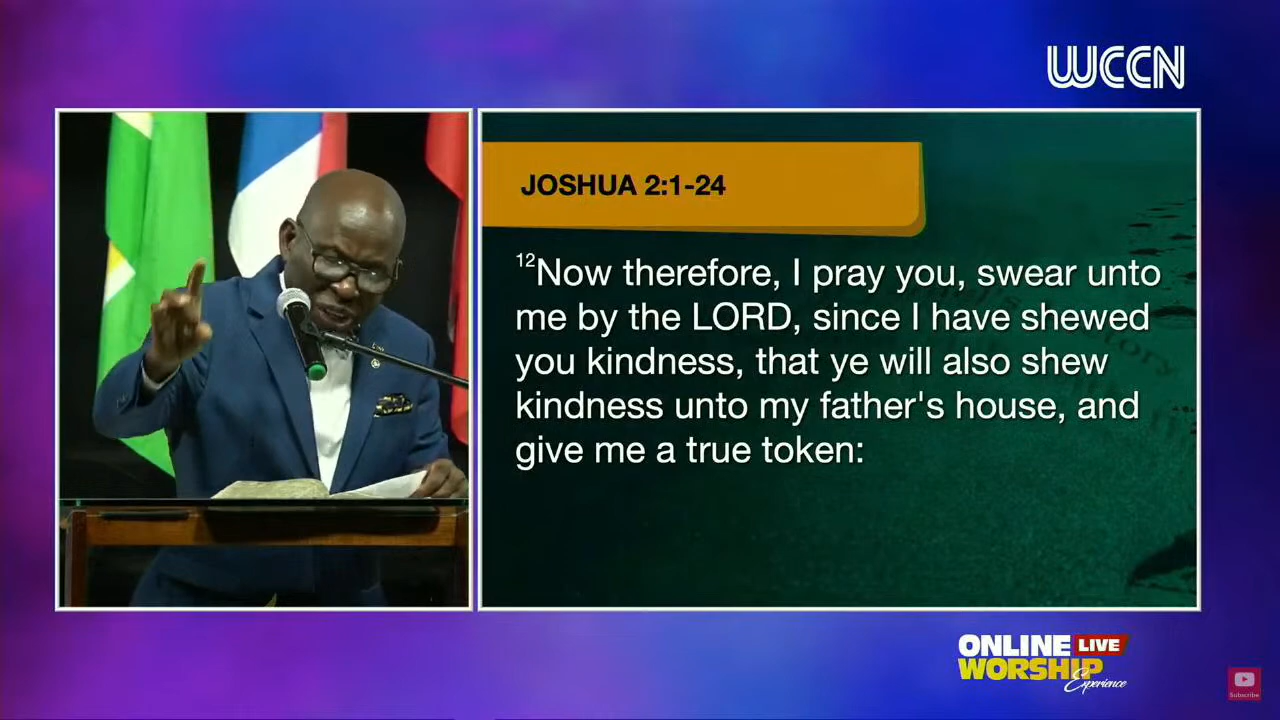 WCCN
JOSHUA 2:1-24
12Now therefore, I pray you, swear unto
me by the LORD, since I have shewed
you kindness, that ye will also shew
kindness unto my father's house, and
give me a true token:
ONLINE LIVE
WORSHIP
Experience
Subscribe